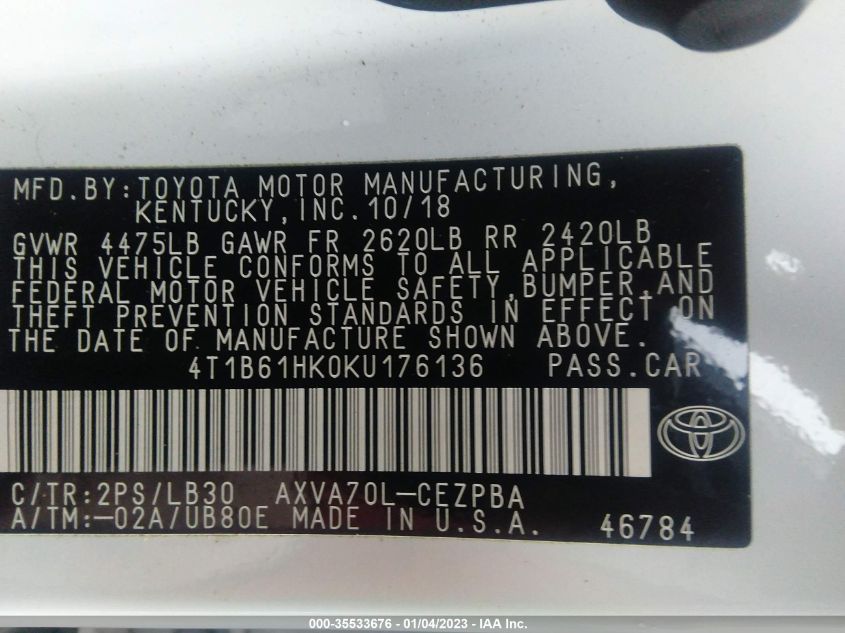 MFD.BY:TOYOTA MOTOR MANUFACTURING,
KENTUCKY,INC.10/18
GVWR 4475LB GAWR FR 2620LB RR 2420LB
THIS VEHICLE CONFORMS TO ALL APPLICABLE
FEDERAL MOTOR VEHICLE SAFETY,BUMPER,AND
THEFT PREVENTION STANDARDS IN EFFECT ON
THE DATE OF MANUFACTURE SHOWN ABOVE.
4T1B61HK0KU176136 PASS.CAR
C/TR:2PS/LB30 AXVA70L-CEZPBA
A/TM:-02A/UB80E MADE IN U.S.A. 46784
000-35533676 - 01/04/2023 - IAA Inc.